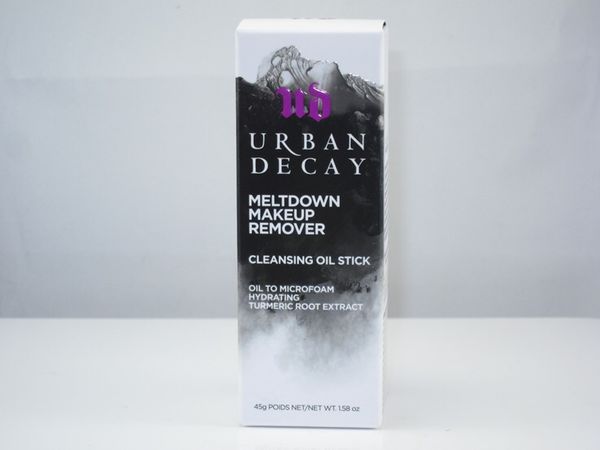 ud
URBAN
DECAY
MELTDOWN
MAKEUP
REMOVER
CLEANSING OIL STICK
OIL TO MICROFOAM
HYDRATING
TURMERIC ROOT EXTRACT
45g POIDS NET/NET WT. 1.58 oz